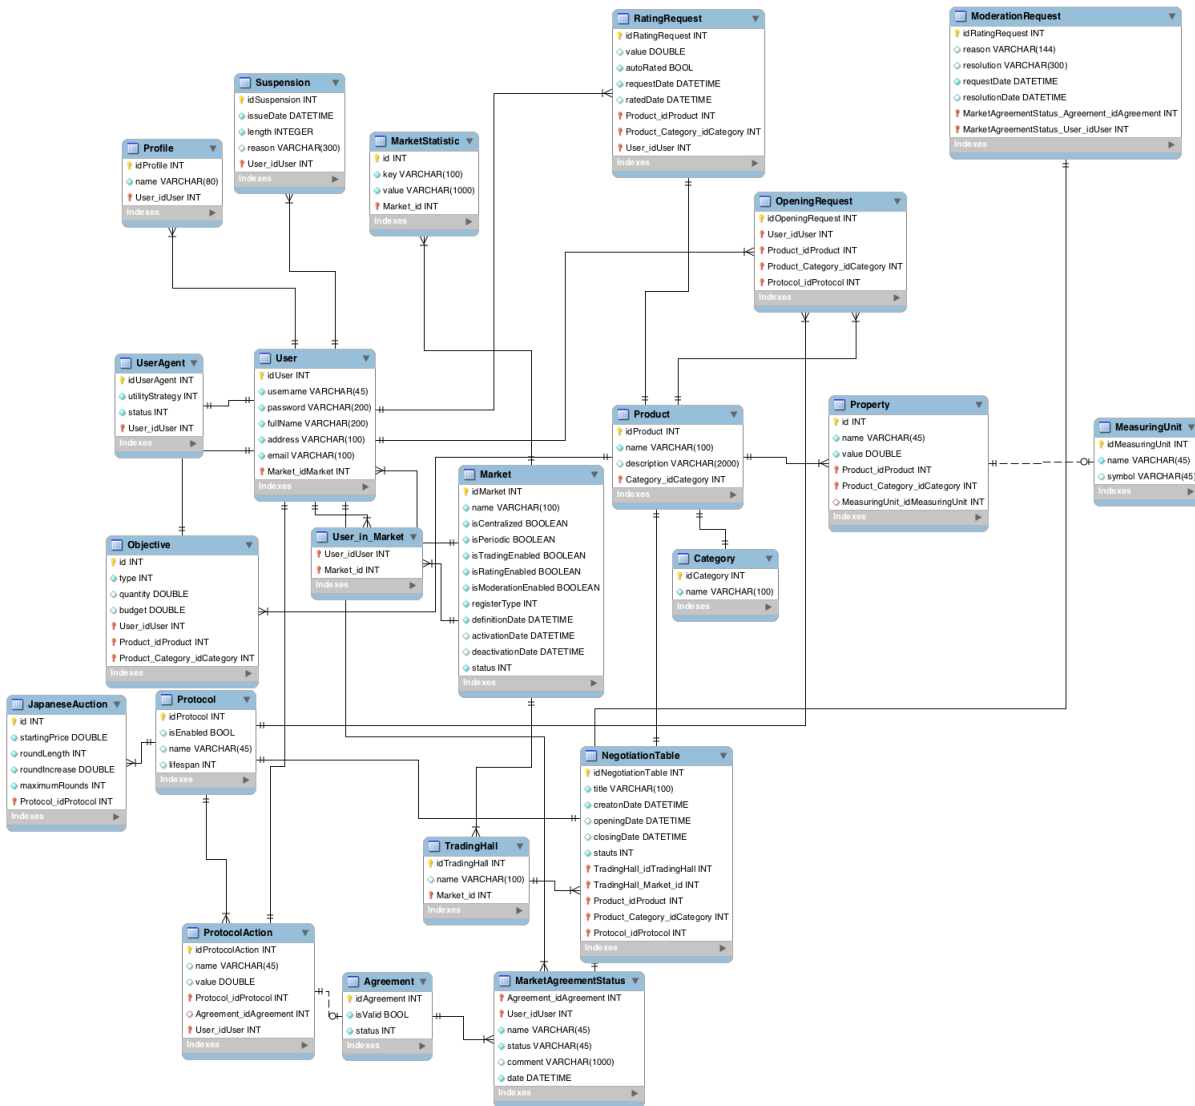 RatingRequest
idRatingRequest INT
value DOUBLE
autoRated BOOL
requestDate DATETIME
ratedDate DATETIME
Product_idProduct INT
Product_Category_idCategory INT
User_idUser INT
Indexes
ModerationRequest
idRatingRequest INT
reason VARCHAR(144)
resolution VARCHAR(300)
requestDate DATETIME
resolutionDate DATETIME
MarketAgreementStatus_Agreement_idAgreement INT
MarketAgreementStatus_User_idUser INT
Indexes
Suspension
idSuspension INT
issueDate DATETIME
length INTEGER
reason VARCHAR(300)
User_idUser INT
Indexes
MarketStatistic
id INT
key VARCHAR(100)
value VARCHAR(1000)
Market_id INT
Indexes
Profile
idProfile INT
name VARCHAR(80)
User_idUser INT
Indexes
OpeningRequest
idOpeningRequest INT
User_idUser INT
Product_idProduct INT
Product_Category_idCategory INT
Protocol_idProtocol INT
Indexes
UserAgent
idUserAgent INT
utilityStrategy INT
status INT
User_idUser INT
Indexes
User
idUser INT
username VARCHAR(45)
password VARCHAR(200)
fullName VARCHAR(200)
address VARCHAR(100)
email VARCHAR(100)
Market_idMarket INT
Indexes
Product
idProduct INT
name VARCHAR(100)
description VARCHAR(2000)
Category_idCategory INT
Indexes
Property
id INT
name VARCHAR(45)
value DOUBLE
Product_idProduct INT
Product_Category_idCategory INT
MeasuringUnit_idMeasuringUnit INT
Indexes
MeasuringUnit
idMeasuringUnit INT
name VARCHAR(45)
symbol VARCHAR(45)
Indexes
Market
idMarket INT
name VARCHAR(100)
isCentralized BOOLEAN
isPeriodic BOOLEAN
isTradingEnabled BOOLEAN
isRatingEnabled BOOLEAN
isModerationEnabled BOOLEAN
registerType INT
definitionDate DATETIME
activationDate DATETIME
deactivationDate DATETIME
status INT
Indexes
User_in_Market
User_idUser INT
Market_id INT
Indexes
Objective
id INT
type INT
quantity DOUBLE
budget DOUBLE
User_idUser INT
Product_idProduct INT
Product_Category_idCategory INT
Indexes
Category
idCategory INT
name VARCHAR(100)
Indexes
JapaneseAuction
id INT
startingPrice DOUBLE
roundLength INT
roundIncrease DOUBLE
maximumRounds INT
Protocol_idProtocol INT
Indexes
Protocol
idProtocol INT
isEnabled BOOL
name VARCHAR(45)
lifespan INT
Indexes
NegotiationTable
idNegotiationTable INT
title VARCHAR(100)
creatonDate DATETIME
openingDate DATETIME
closingDate DATETIME
stauts INT
TradingHall_idTradingHall INT
TradingHall_Market_id INT
Product_idProduct INT
Product_Category_idCategory INT
Protocol_idProtocol INT
Indexes
TradingHall
idTradingHall INT
name VARCHAR(100)
Market_id INT
Indexes
ProtocolAction
idProtocolAction INT
name VARCHAR(45)
value DOUBLE
Protocol_idProtocol INT
Agreement_idAgreement INT
User_idUser INT
Indexes
Agreement
idAgreement INT
isValid BOOL
status INT
Indexes
MarketAgreementStatus
Agreement_idAgreement INT
User_idUser INT
name VARCHAR(45)
status VARCHAR(45)
comment VARCHAR(1000)
date DATETIME
Indexes